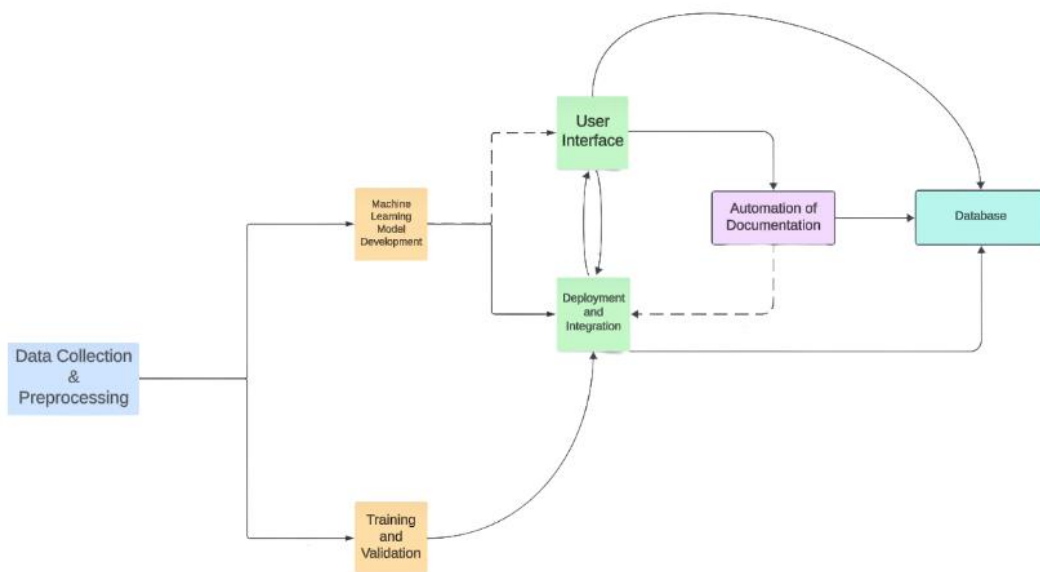 User
Interface
Machine
Learning
Model
Development
Automation of
Documentation
Database
Deployment
and
Integration
Data Collection
&
Preprocessing
Training
and
Validation